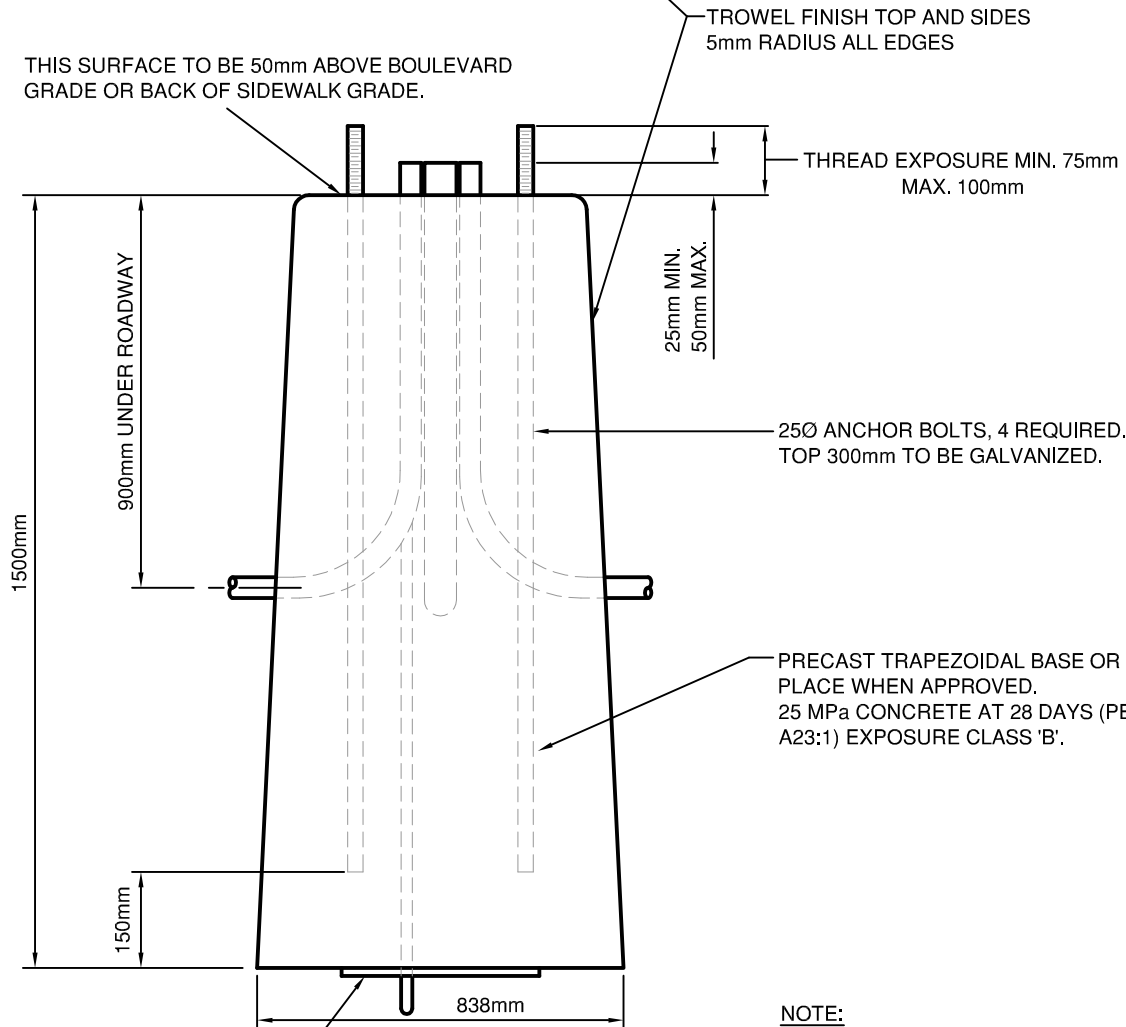 TROWEL FINISH TOP AND SIDES
5mm RADIUS ALL EDGES
THIS SURFACE TO BE 50mm ABOVE BOULEVARD
GRADE OR BACK OF SIDEWALK GRADE.
THREAD EXPOSURE MIN. 75mm
MAX. 100mm
25mm MIN.
50mm MAX.
900mm UNDER ROADWAY
1500mm
25Ø ANCHOR BOLTS, 4 REQUIRED.
TOP 300mm TO BE GALVANIZED.
PRECAST TRAPEZOIDAL BASE OR
PLACE WHEN APPROVED.
25 MPa CONCRETE AT 28 DAYS (PE
A23:1) EXPOSURE CLASS 'B'.
150mm
838mm
NOTE: